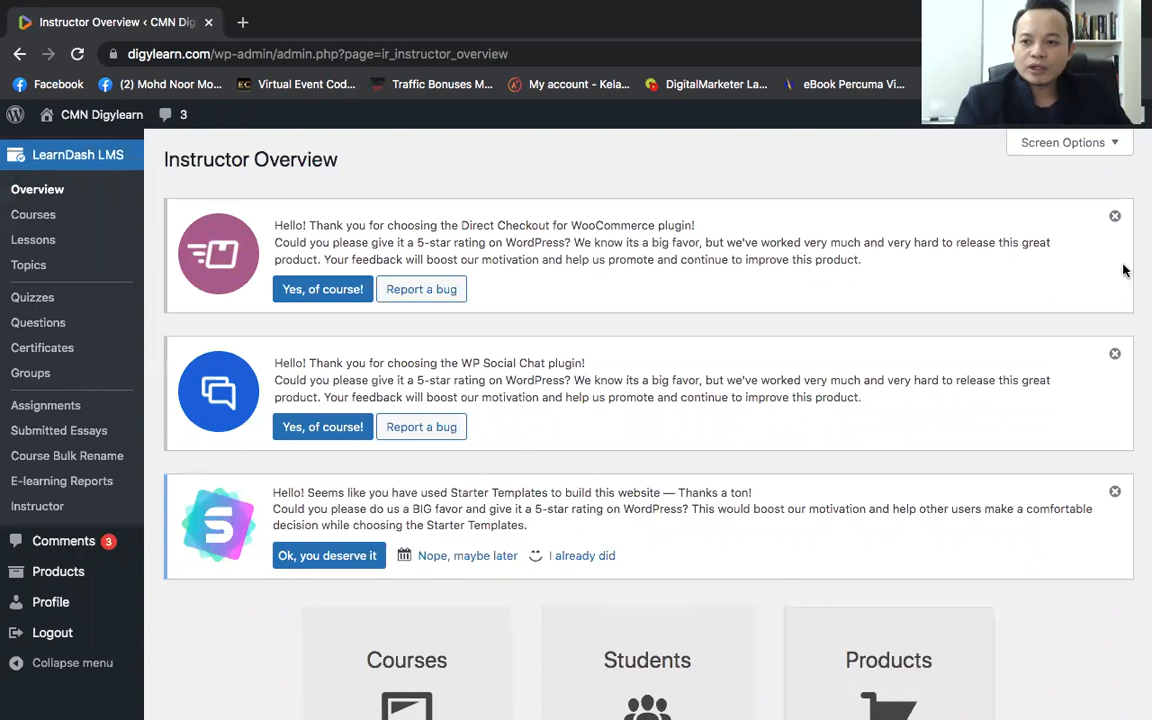 Instructor Overview < CMN Dig
digylearn.com/wp-admin/admin.php?page=ir_instructor_overview
Facebook
(2) Mohd Noor Mo...
Virtual Event Cod...
Traffic Bonuses M...
My account - Kela...
DigitalMarketer La...
eBook Percuma Vi...
CMN Digylearn
3
Screen Options
LearnDash LMS
Overview
Courses
Lessons
Topics
Quizzes
Questions
Certificates
Groups
Assignments
Submitted Essays
Course Bulk Rename
E-learning Reports
Instructor
Comments 3
Products
Profile
Logout
Collapse menu
Instructor Overview
Hello! Thank you for choosing the Direct Checkout for WooCommerce plugin!
Could you please give it a 5-star rating on WordPress? We know its a big favor, but we've worked very much and very hard to release this great
product. Your feedback will boost our motivation and help us promote and continue to improve this product.
Yes, of course! Report a bug
Hello! Thank you for choosing the WP Social Chat plugin!
Could you please give it a 5-star rating on WordPress? We know its a big favor, but we've worked very much and very hard to release this great
product. Your feedback will boost our motivation and help us promote and continue to improve this product.
Yes, of course! Report a bug
Hello! Seems like you have used Starter Templates to build this website — Thanks a ton!
Could you please do us a BIG favor and give it a 5-star rating on WordPress? This would boost our motivation and help other users make a comfortable
decision while choosing the Starter Templates.
Ok, you deserve it Nope, maybe later I already did
Courses
Students
Products